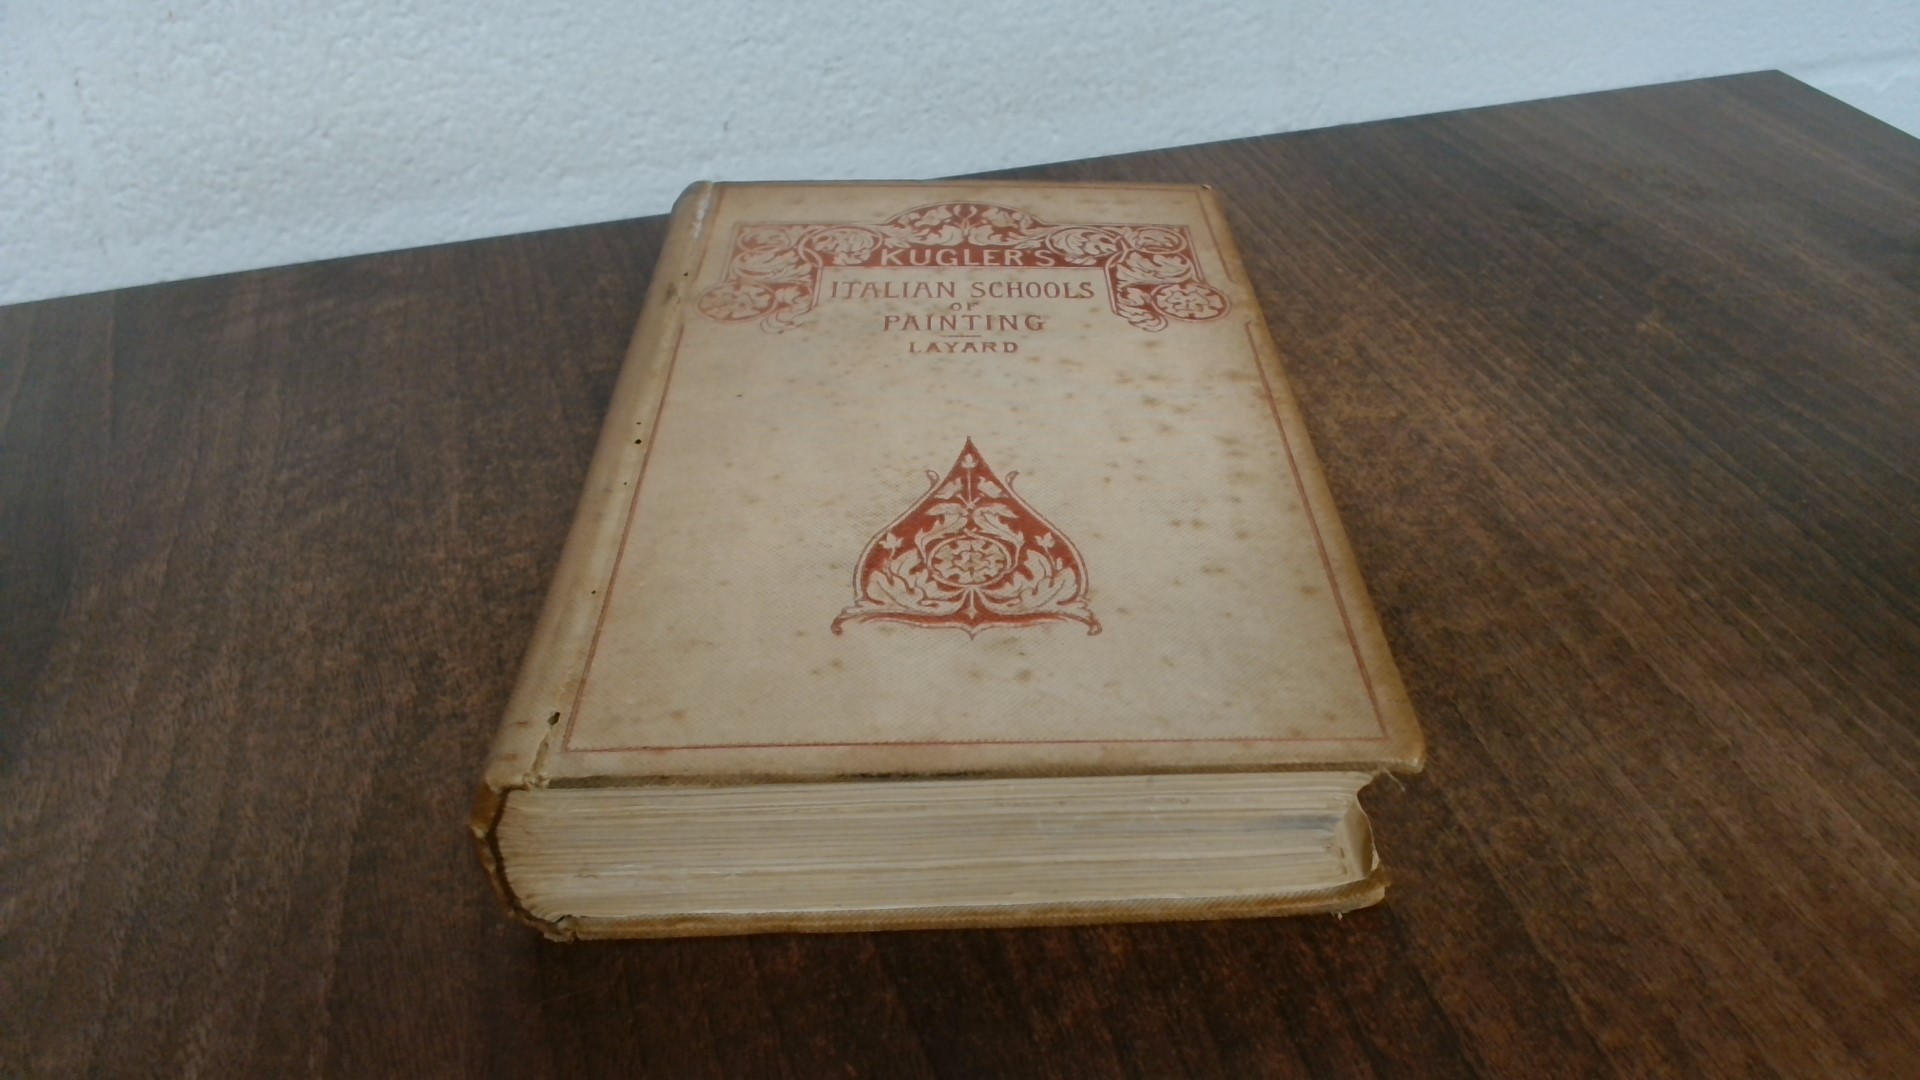 KUGLER'S
ITALIAN SCHOOLS
OF
PAINTING
LAYARD